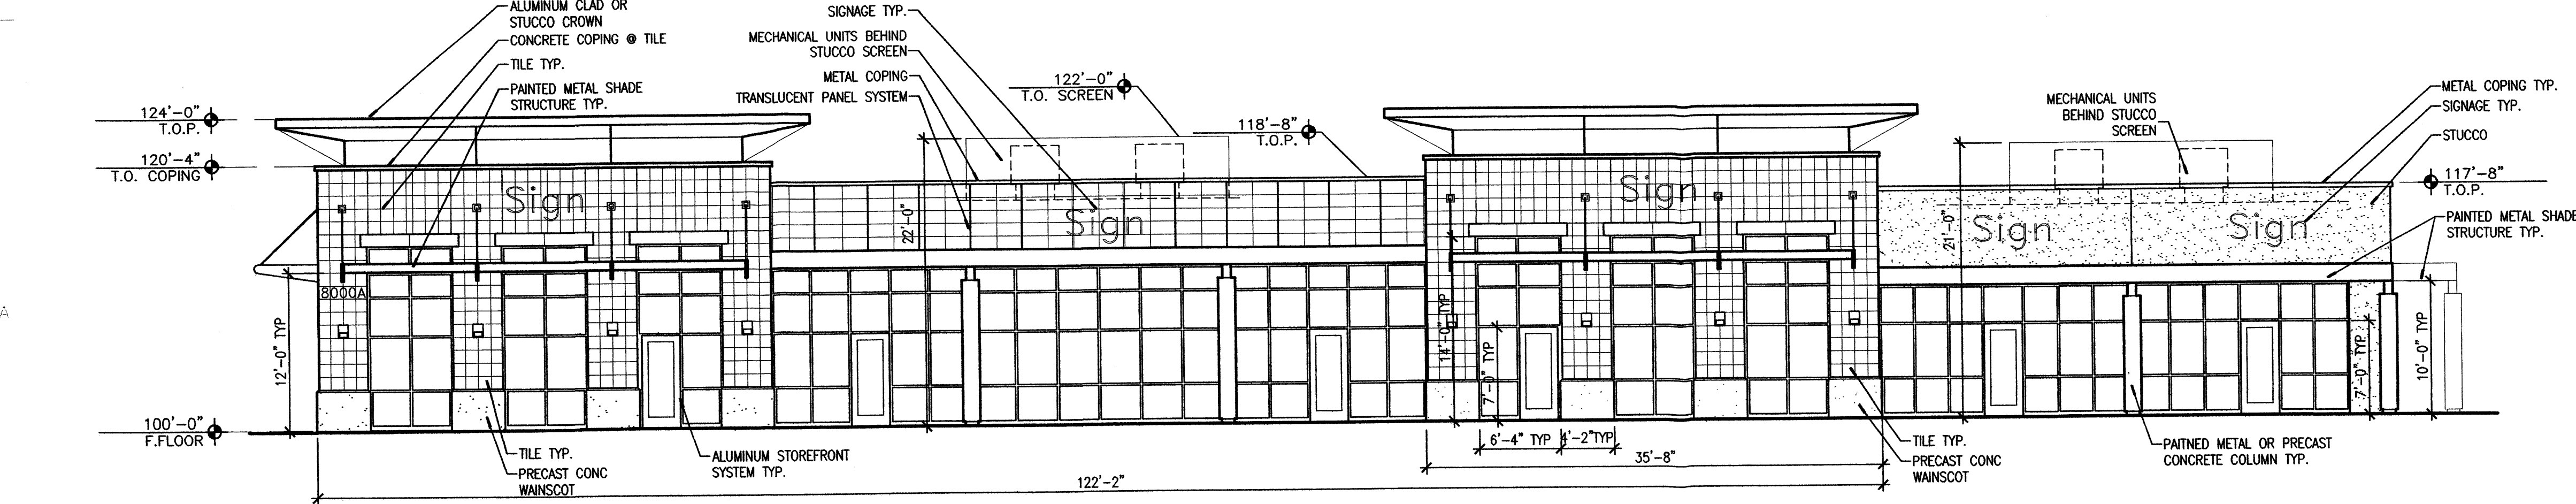 ALUMINUM CLAD OR
STUCCO CROWN
CONCRETE COPING @ TILE
TILE TYP.
PAINTED METAL SHADE
STRUCTURE TYP.
SIGNAGE TYP.
MECHANICAL UNITS BEHIND
STUCCO SCREEN
METAL COPING
TRANSLUCENT PANEL SYSTEM
122'-0"
T.O. SCREEN
118'-8"
T.O.P.
MECHANICAL UNITS
BEHIND STUCCO
SCREEN
METAL COPING TYP.
SIGNAGE TYP.
STUCCO
117'-8"
T.O.P.
PAINTED METAL SHADE
STRUCTURE TYP.
124'-0"
T.O.P.
120'-4"
T.O. COPING
100'-0"
F.FLOOR
A
Sign
Sign
Sign
Sign
Sign
8000A
12'-0" TYP
22'-0"
14'-0" TYP
7'-0" TYP
21'-0"
7'-0" TYP
10'-0" TYP
6'-4" TYP
4'-2"TYP
35'-8"
122'-2"
TILE TYP.
PRECAST CONC
WAINSCOT
ALUMINUM STOREFRONT
SYSTEM TYP.
TILE TYP.
PRECAST CONC
WAINSCOT
PAITNED METAL OR PRECAST
CONCRETE COLUMN TYP.